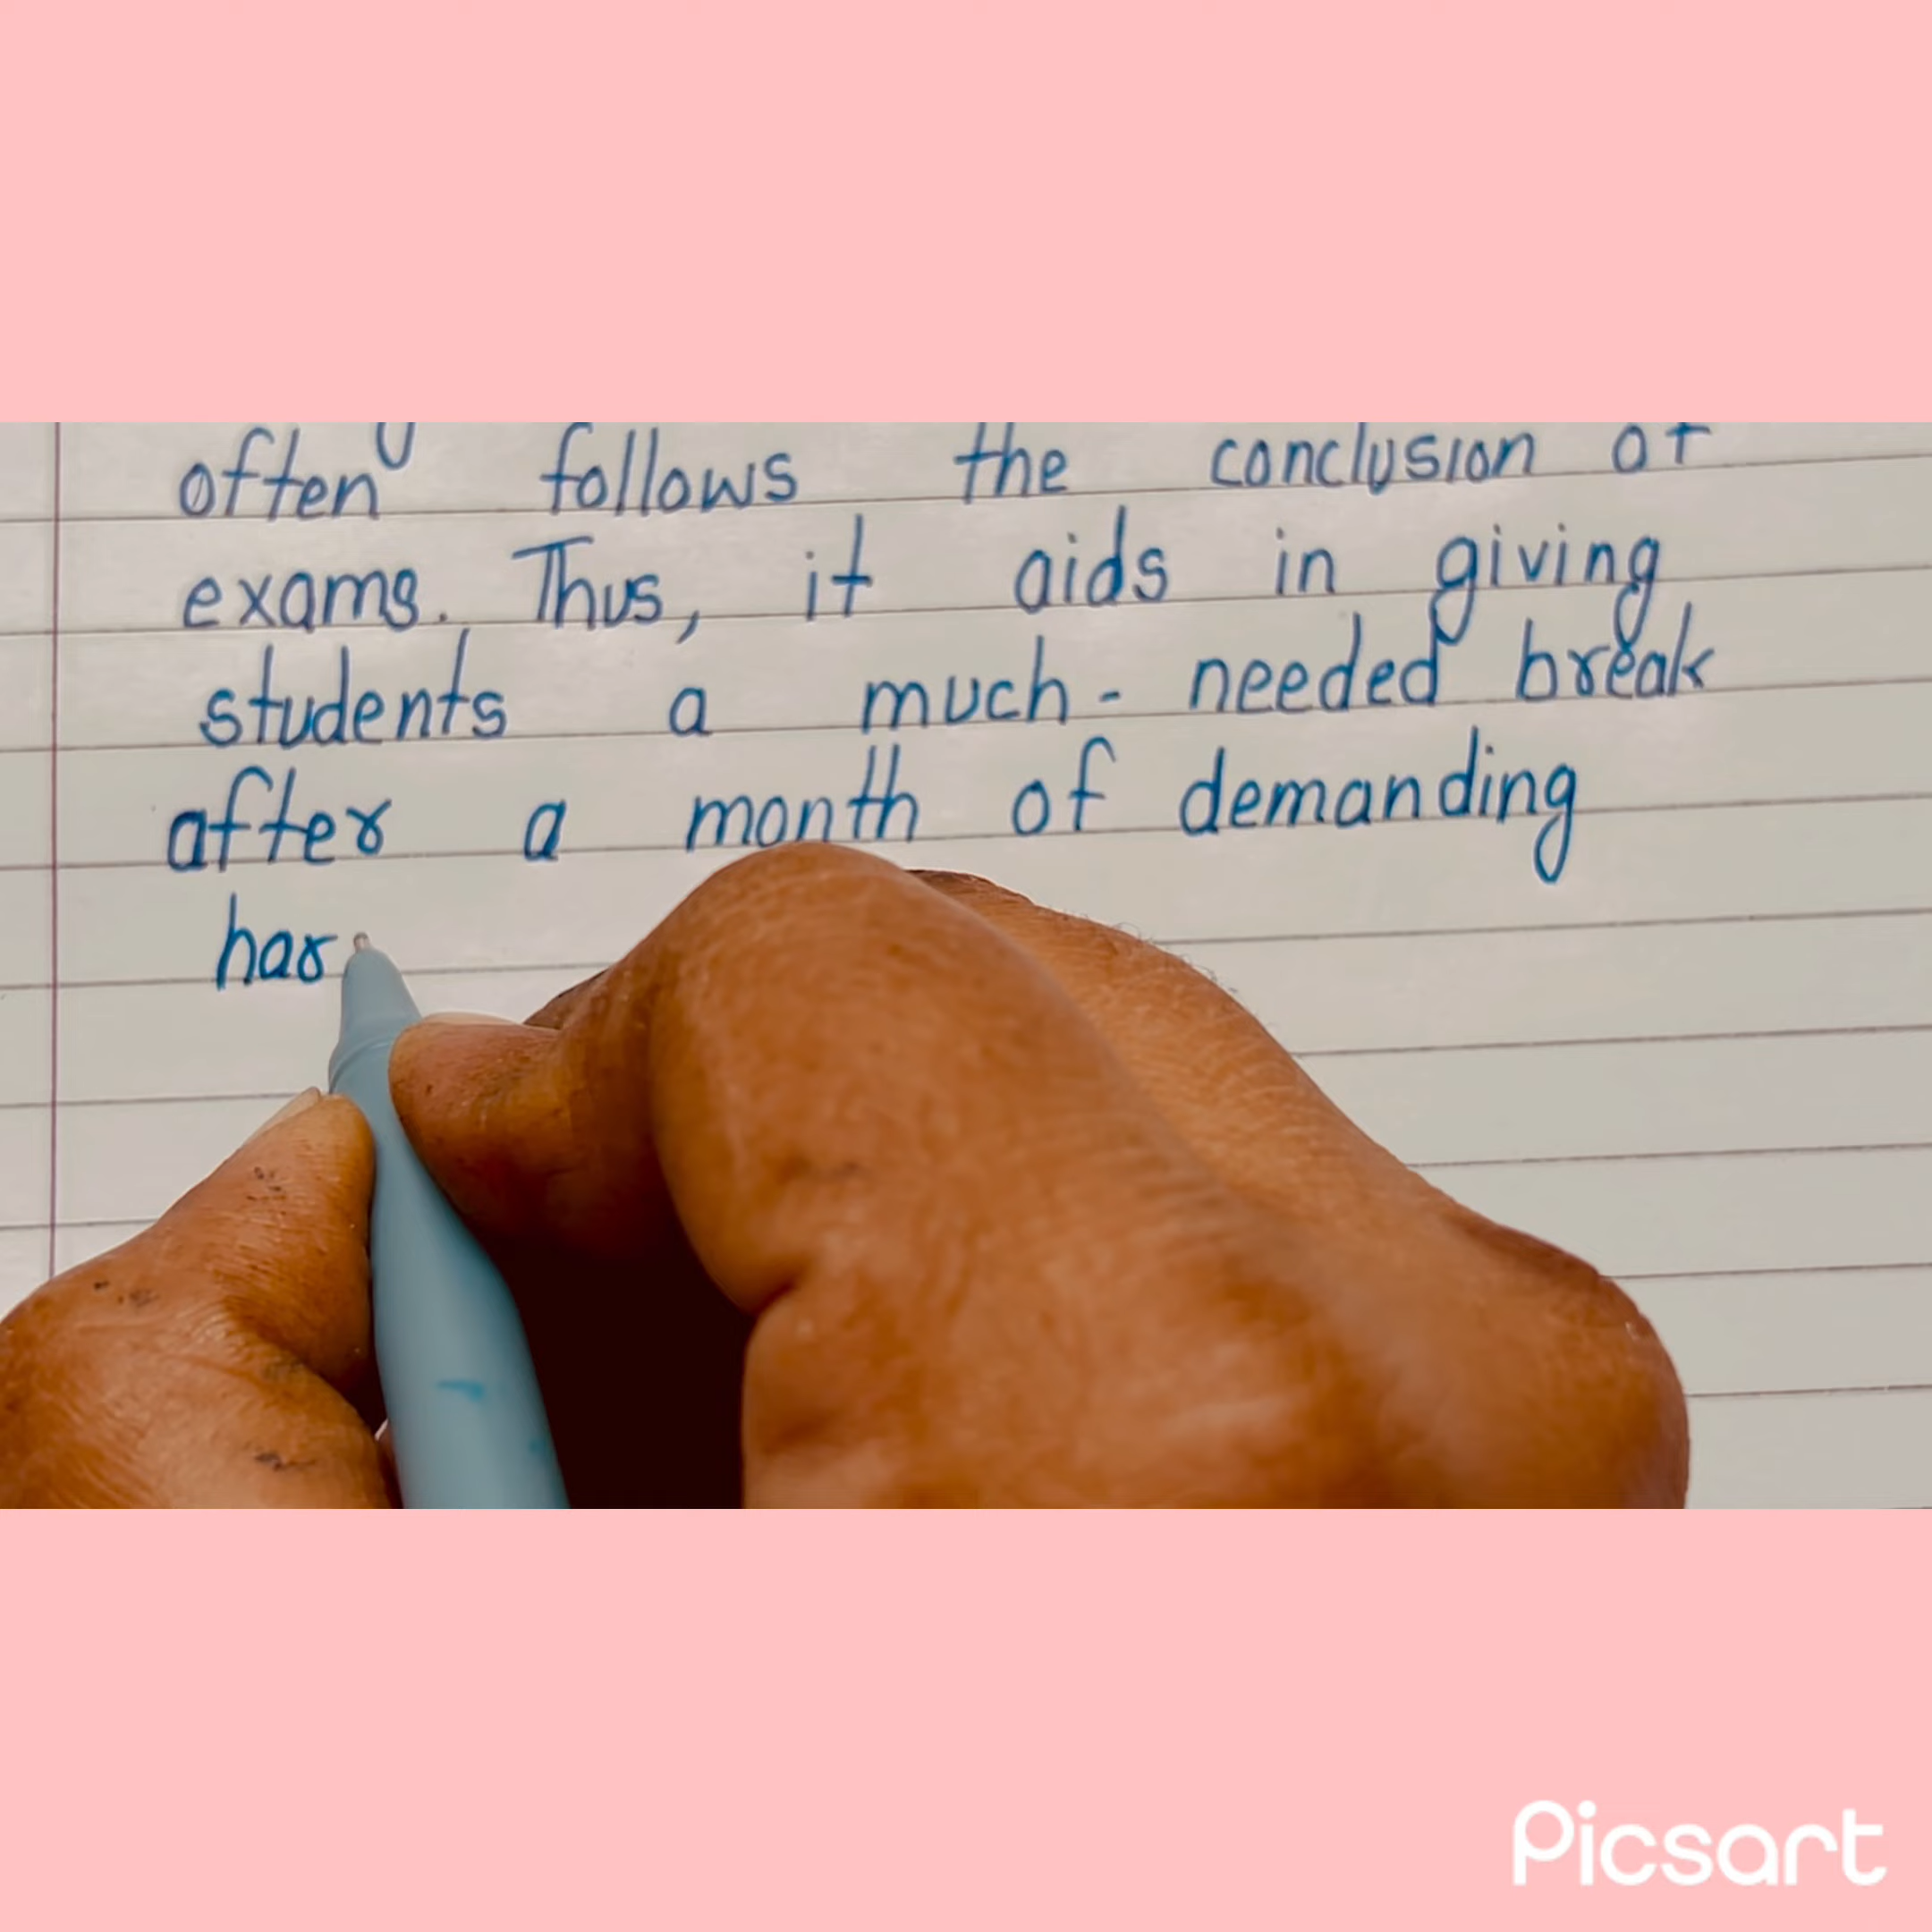 often follows the conclusion of
exams. Thus, it aids in giving
students a much-needed break
after a month of demanding
har
Picsart